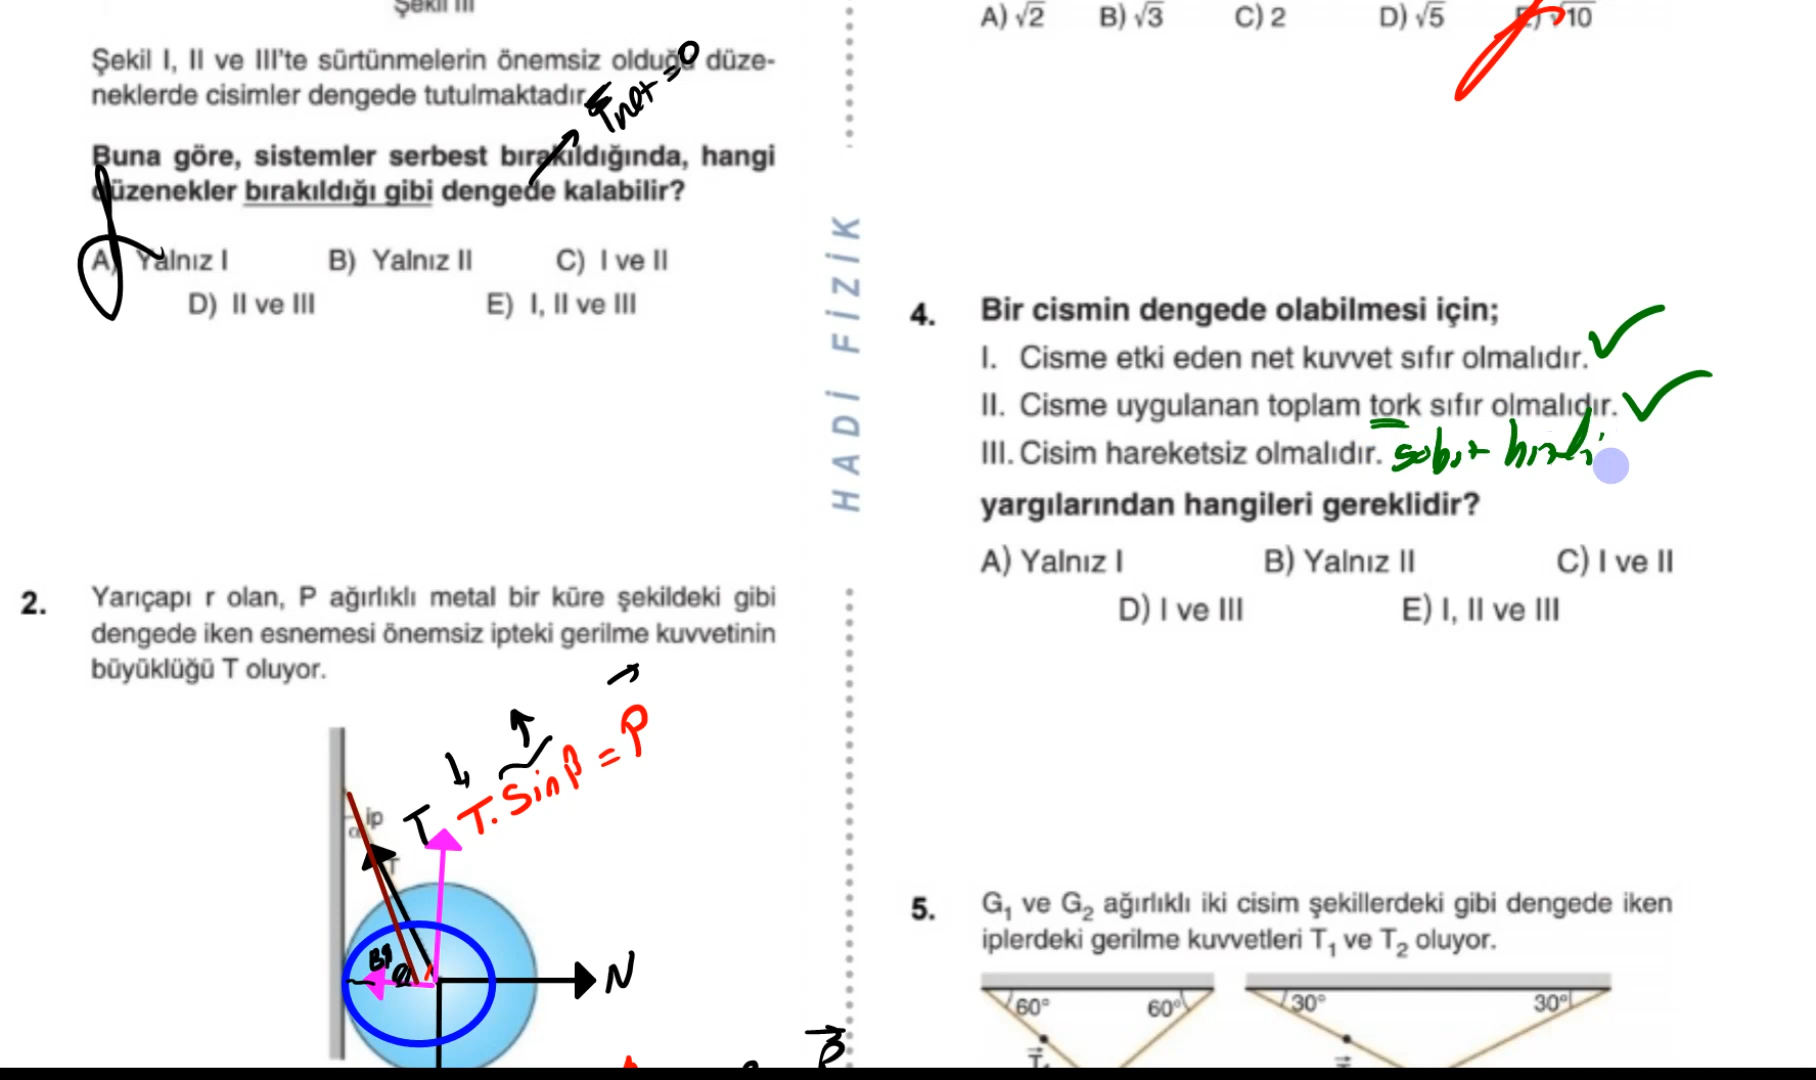 Şekil III
Şekil I, II ve III'te sürtünmelerin önemsiz olduğu düze-
neklerde cisimler dengede tutulmaktadır.
Fnet = 0
Buna göre, sistemler serbest bırakıldığında, hangi
düzenekler bırakıldığı gibi dengede kalabilir?
A) Yalnız I B) Yalnız II C) I ve II
D) II ve III E) I, II ve III
2. Yarıçapı r olan, P ağırlıklı metal bir küre şekildeki gibi
dengede iken esnemesi önemsiz ipteki gerilme kuvvetinin
büyüklüğü T oluyor.
T. Sin β = P
T
ip
α
T
N
HADİ FİZİK
A) √2 B) √3 C) 2 D) √5 E) √10
4. Bir cismin dengede olabilmesi için;
I. Cisme etki eden net kuvvet sıfır olmalıdır.
II. Cisme uygulanan toplam tork sıfır olmalıdır.
III. Cisim hareketsiz olmalıdır. sabit hızlı
yargılarından hangileri gereklidir?
A) Yalnız I B) Yalnız II C) I ve II
D) I ve III E) I, II ve III
5. G₁ ve G₂ ağırlıklı iki cisim şekillerdeki gibi dengede iken
iplerdeki gerilme kuvvetleri T₁ ve T₂ oluyor.
60° 60° 30° 30°